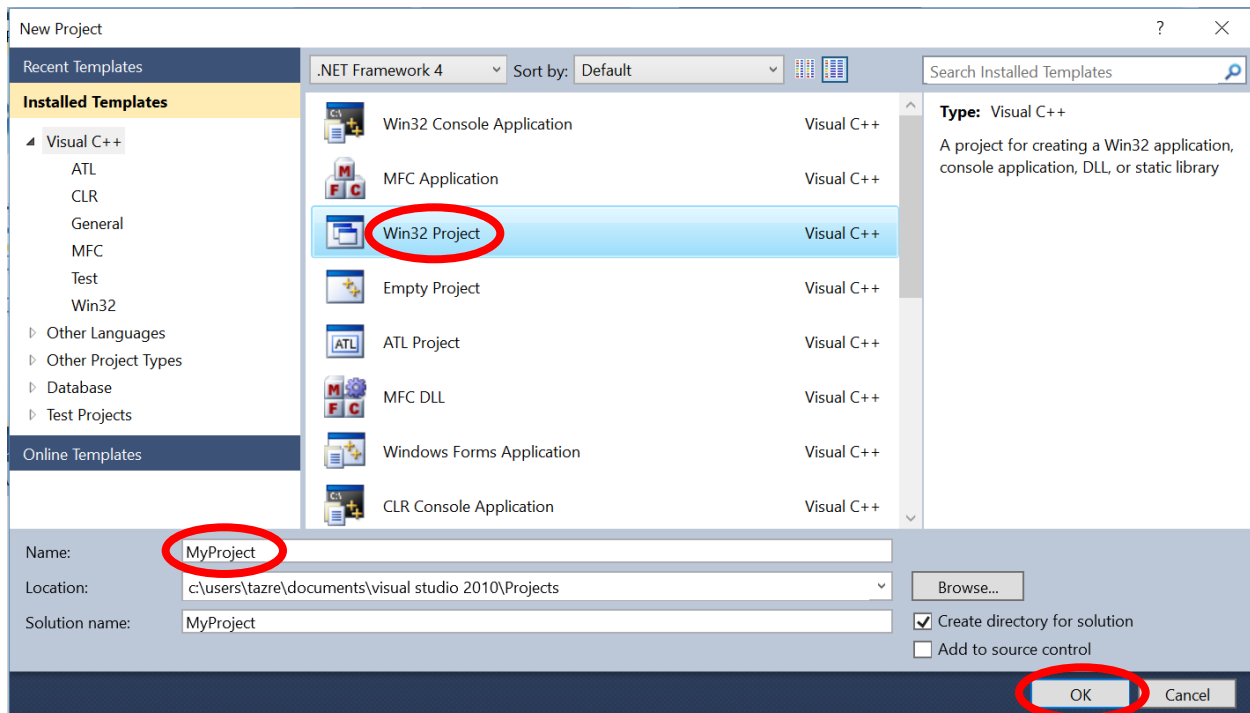 New Project
?
Recent Templates
.NET Framework 4
Sort by:
Default
Search Installed Templates
Installed Templates
Visual C++
ATL
CLR
General
MFC
Test
Win32
Other Languages
Other Project Types
Database
Test Projects
Online Templates
C:\
Win32 Console Application
Visual C++
M
F C
MFC Application
Visual C++
Win32 Project
Visual C++
Empty Project
Visual C++
ATL
ATL Project
Visual C++
M
F C
MFC DLL
Visual C++
Windows Forms Application
Visual C++
C:\
CLR Console Application
Visual C++
Type: Visual C++
A project for creating a Win32 application,
console application, DLL, or static library
Name:
MyProject
Location:
c:\users\tazre\documents\visual studio 2010\Projects
Browse...
Solution name:
MyProject
Create directory for solution
Add to source control
OK
Cancel